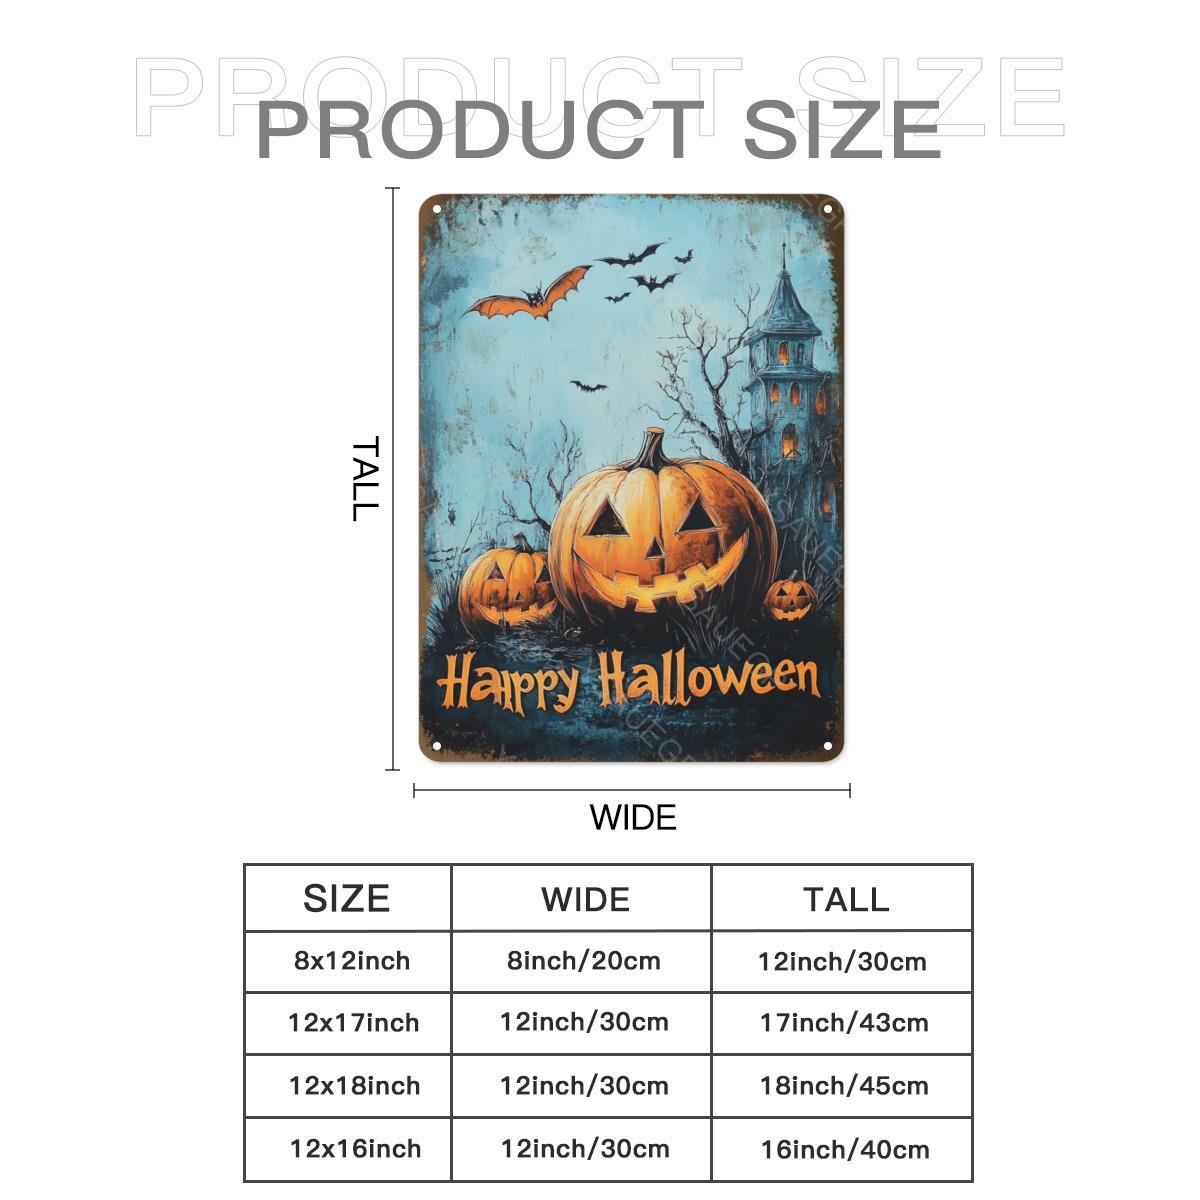 PRODUCT SIZE
PRODUCT SIZE
TALL
Haippy Halloween
WIDE
SIZE WIDE TALL
8x12inch 8inch/20cm 12inch/30cm
12x17inch 12inch/30cm 17inch/43cm
12x18inch 12inch/30cm 18inch/45cm
12x16inch 12inch/30cm 16inch/40cm